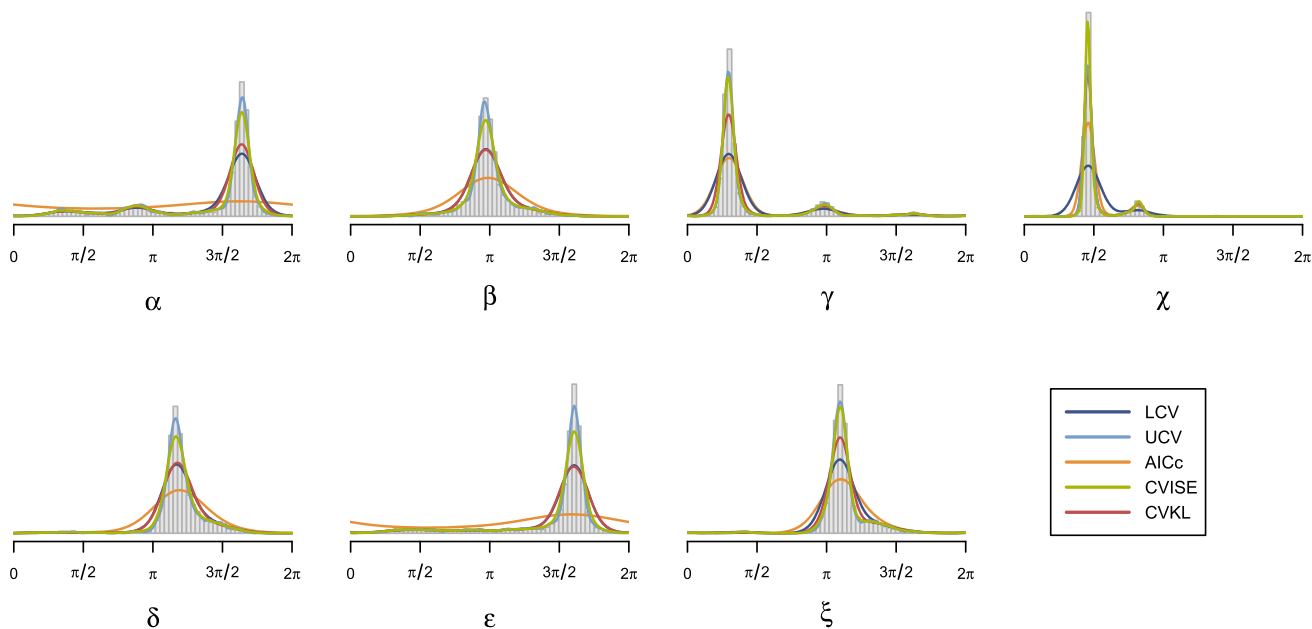 0 π/2 π 3π/2 2π
α
0 π/2 π 3π/2 2π
β
0 π/2 π 3π/2 2π
γ
0 π/2 π 3π/2 2π
χ
0 π/2 π 3π/2 2π
δ
0 π/2 π 3π/2 2π
ε
0 π/2 π 3π/2 2π
ξ
LCV
UCV
AICc
CVISE
CVKL